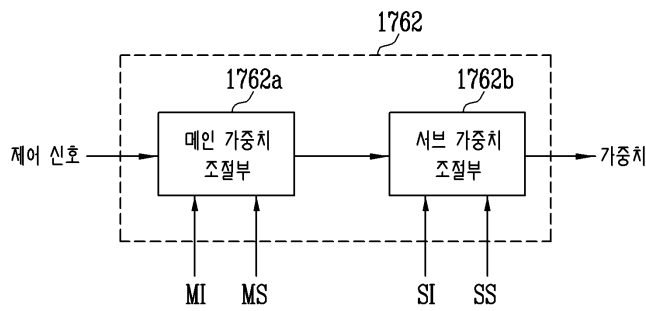 1762
1762a
1762b
제어 신호
메인 가중치
조절부
서브 가중치
조절부
가중치
MI
MS
SI
SS